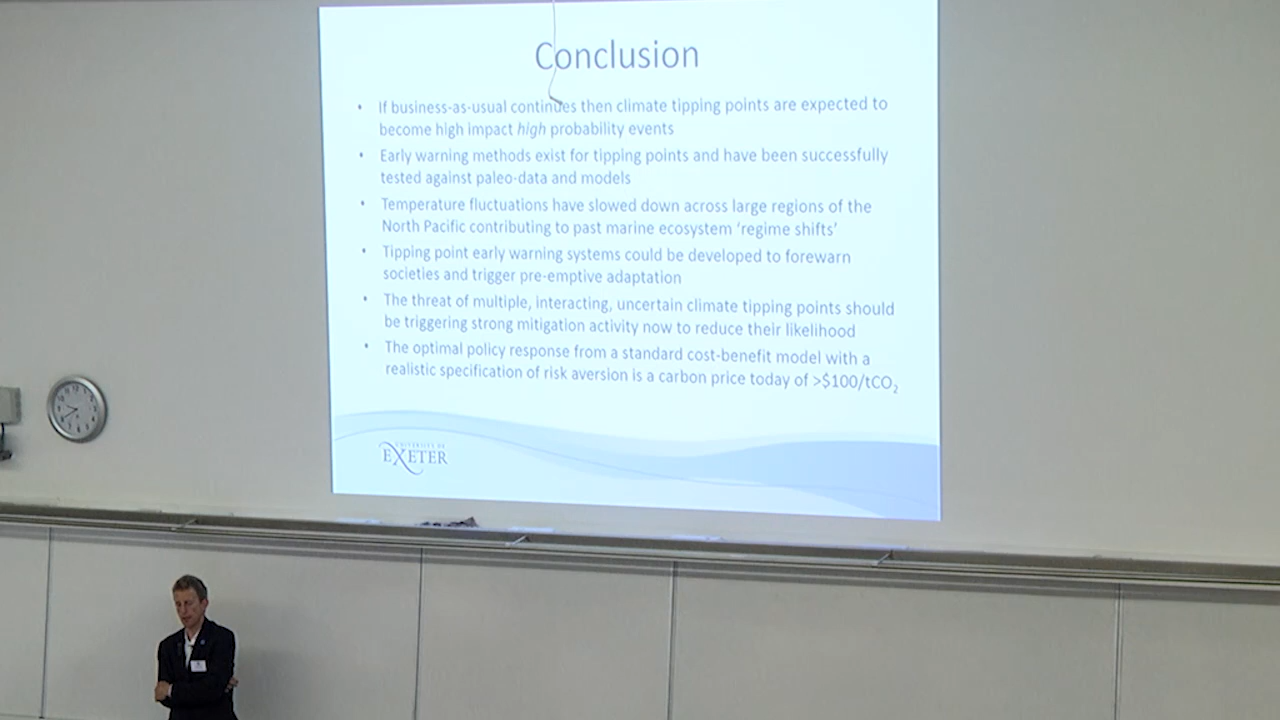 Conclusion
• If business-as-usual continues then climate tipping points are expected to
become high impact high probability events
• Early warning methods exist for tipping points and have been successfully
tested against paleo-data and models
• Temperature fluctuations have slowed down across large regions of the
North Pacific contributing to past marine ecosystem ‘regime shifts’
• Tipping point early warning systems could be developed to forewarn
societies and trigger pre-emptive adaptation
• The threat of multiple, interacting, uncertain climate tipping points should
be triggering strong mitigation activity now to reduce their likelihood
• The optimal policy response from a standard cost-benefit model with a
realistic specification of risk aversion is a carbon price today of >$100/tCO₂
UNIVERSITY OF
EXETER